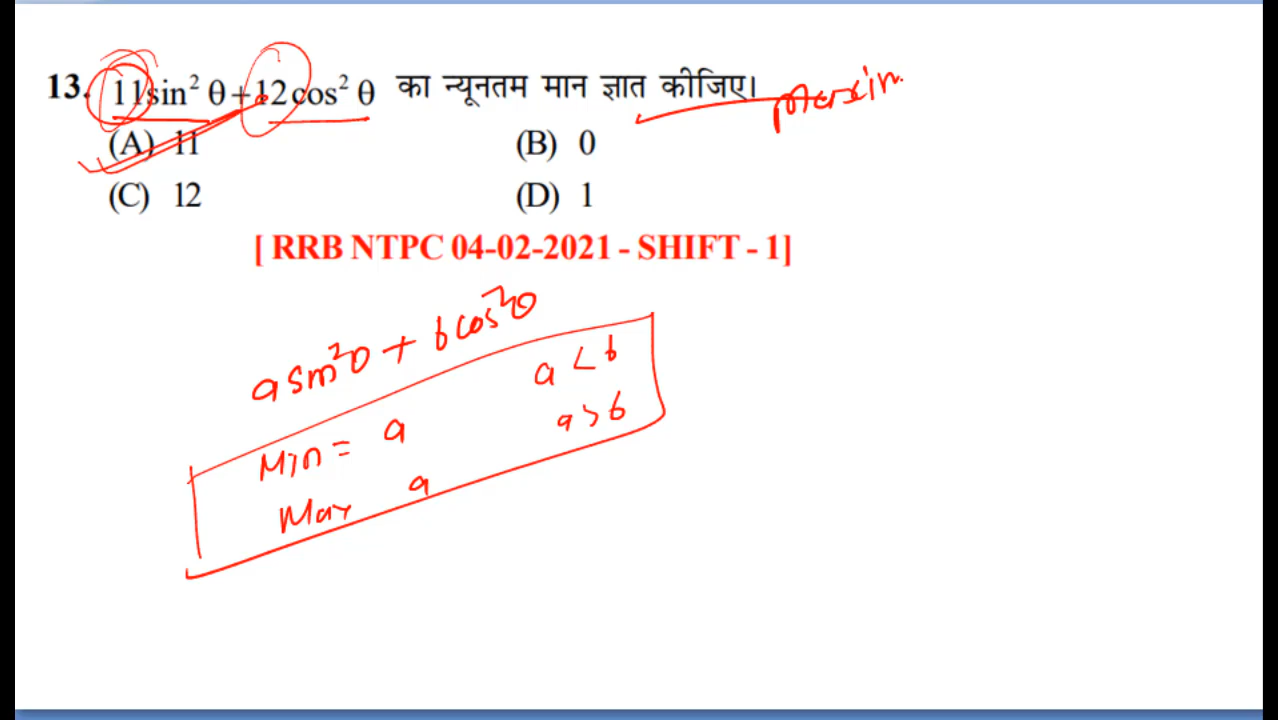 13. 11sin² θ+12cos² θ का न्यूनतम मान ज्ञात कीजिए।
(A) 11 (B) 0
(C) 12 (D) 1
[ RRB NTPC 04-02-2021 - SHIFT - 1]
a sin²θ + b cos²θ
Min = a a < b
Max a a > b